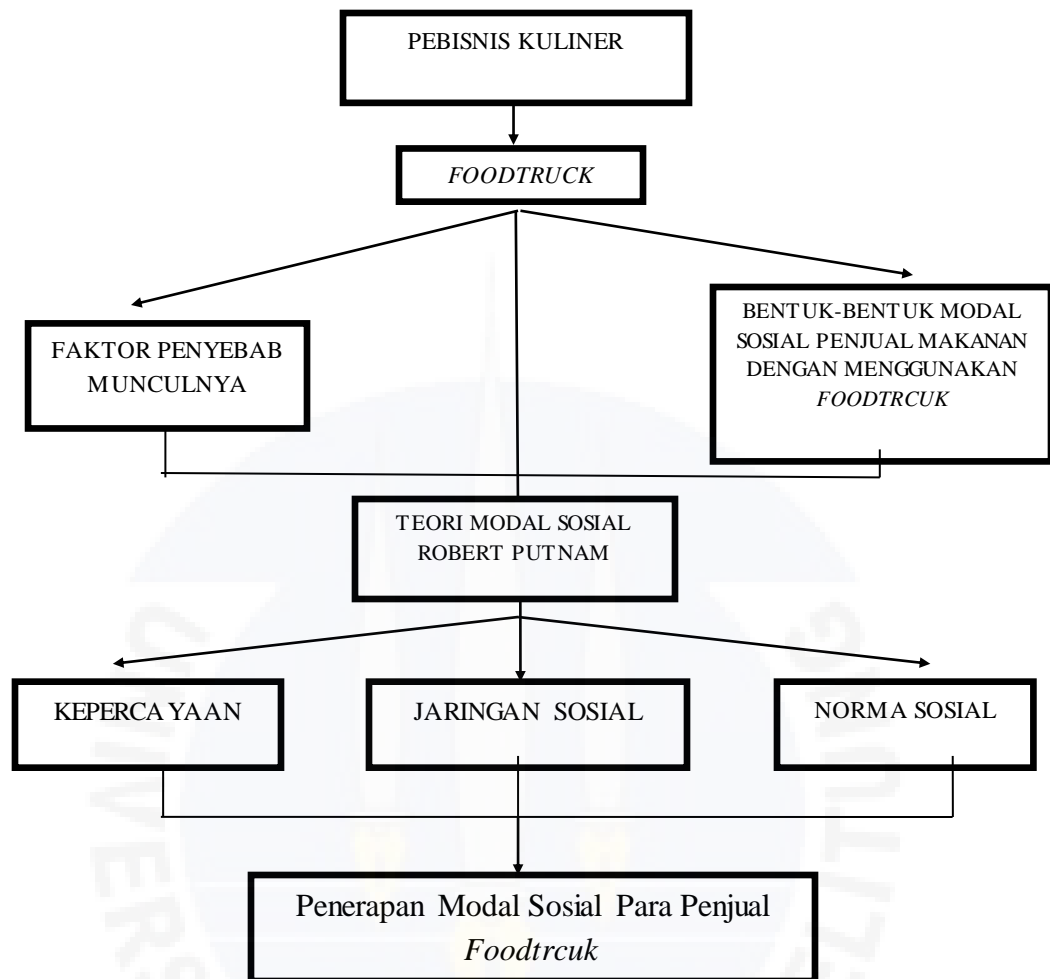 PEBISNIS KULINER
FOODTRUCK
FAKTOR PENYEBAB
MUNCULNYA
BENTUK-BENTUK MODAL
SOSIAL PENJUAL MAKANAN
DENGAN MENGGUNAKAN
FOODTRCUK
TEORI MODAL SOSIAL
ROBERT PUTNAM
KEPERCAYAAN
JARINGAN SOSIAL
NORMA SOSIAL
Penerapan Modal Sosial Para Penjual
Foodtrcuk